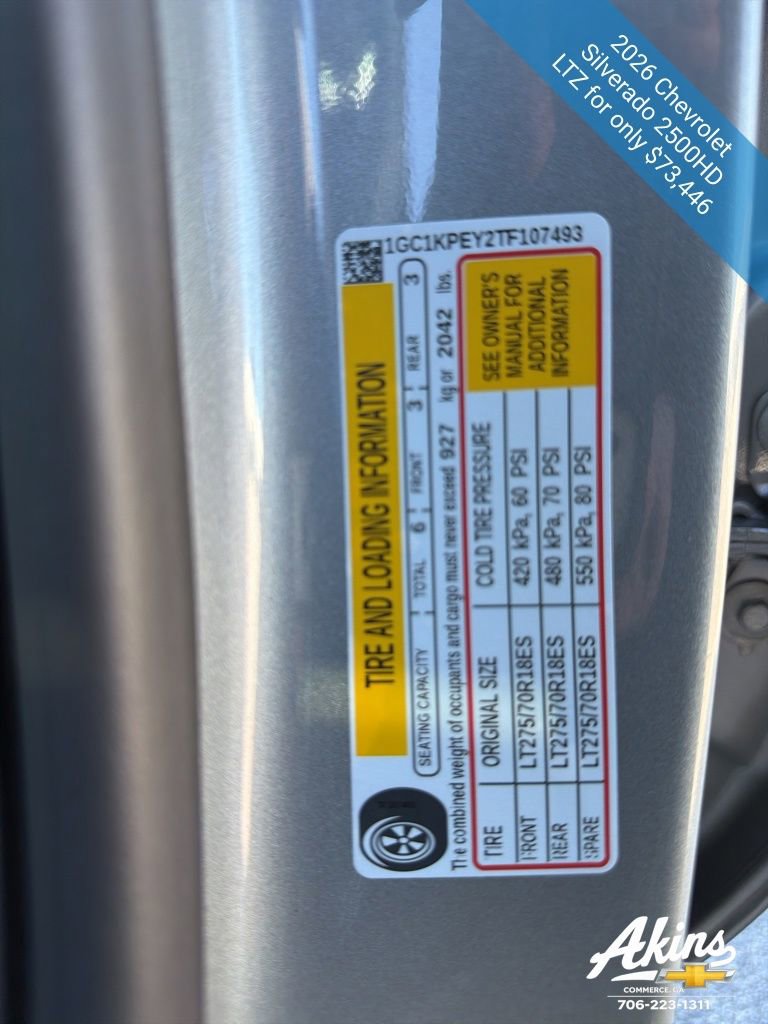 2026 Chevrolet
Silverado 2500HD
LTZ for only $73,446
1GC1KPEY2TF107493
TIRE AND LOADING INFORMATION
SEATING CAPACITY TOTAL 6 FRONT 3 REAR 3
The combined weight of occupants and cargo must never exceed 927 kg or 2042 lbs.
TIRE ORIGINAL SIZE COLD TIRE PRESSURE
FRONT LT275/70R18ES 420 kPa, 60 PSI
REAR LT275/70R18ES 480 kPa, 70 PSI
SPARE LT275/70R18ES 550 kPa, 80 PSI
SEE OWNER'S
MANUAL FOR
ADDITIONAL
INFORMATION
Akins
COMMERCE, GA
706-223-1311